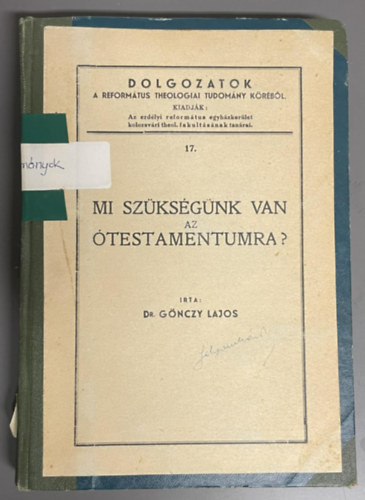 DOLGOZATOK
A REFORMÁTUS THEOLOGIAI TUDOMÁNY KÖRÉBŐL.
KIADJÁK:
Az erdélyi református egyházkerület
kolozsvári theol. fakultásának tanárai.
17.
mányok
MI SZÜKSÉGÜNK VAN
AZ
ÓTESTAMENTUMRA?
IRTA:
DR. GÖNCZY LAJOS